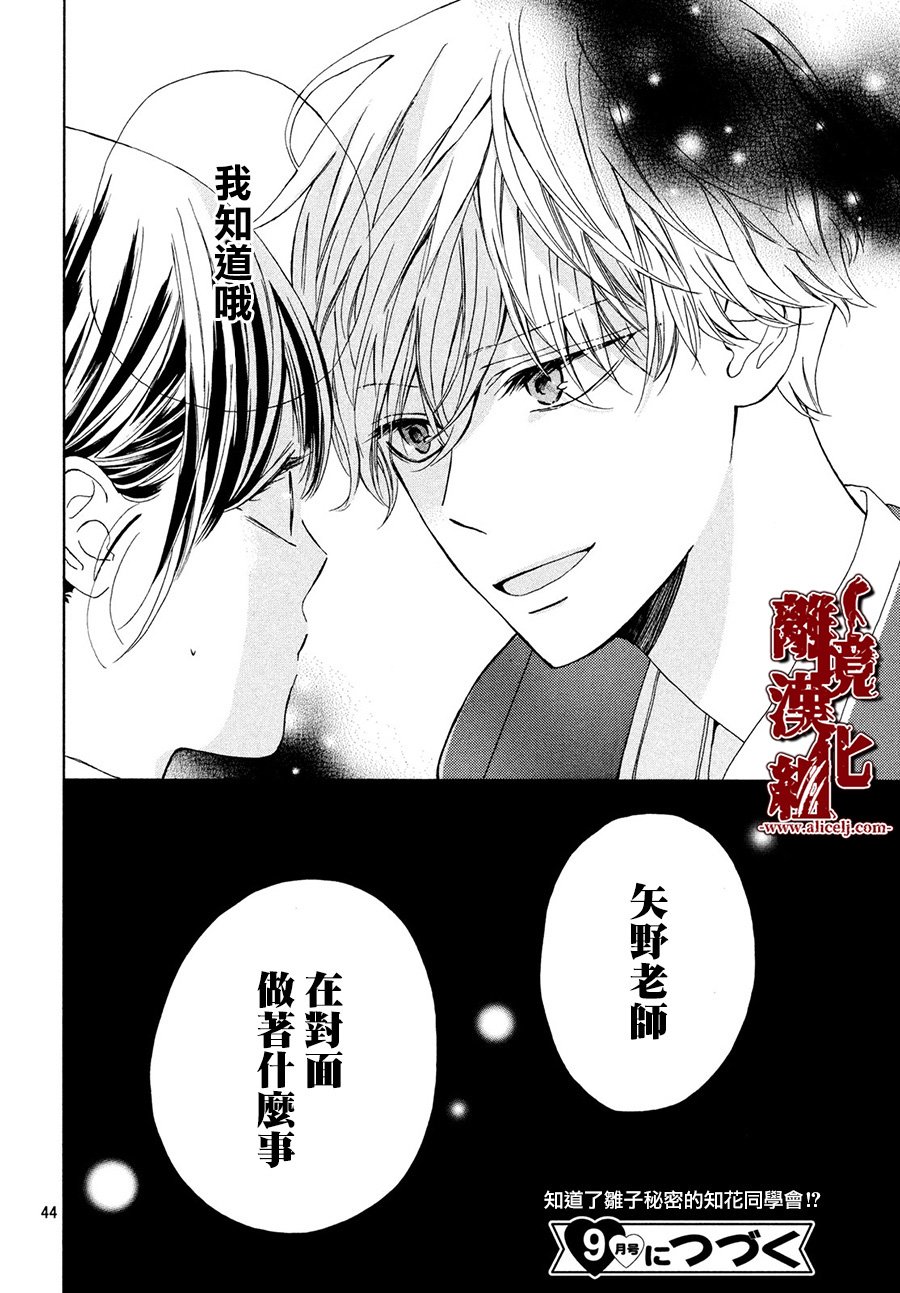 我知道哦
離境漢化組
-www.alicelj.com-
矢野老師
在對面
做著什麼事
知道了雛子秘密的知花同學會!?
9月号につづく
44